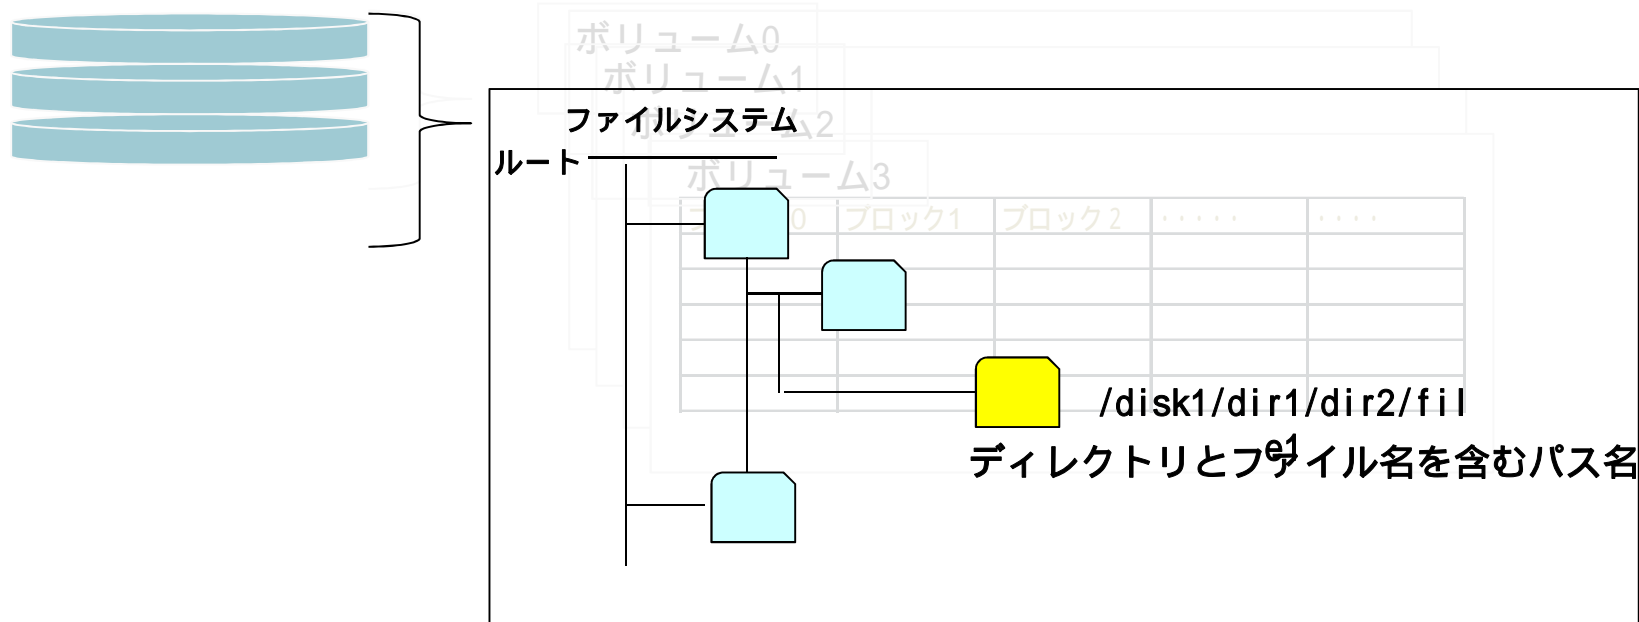 ボリューム0
ボリューム1
ファイルシステム
ボリューム2
ルート
ボリューム3
ブロック0 ブロック1 ブロック2 ・・・・・ ・・・・
/disk1/dir1/dir2/fil
e1
ディレクトリとファイル名を含むパス名